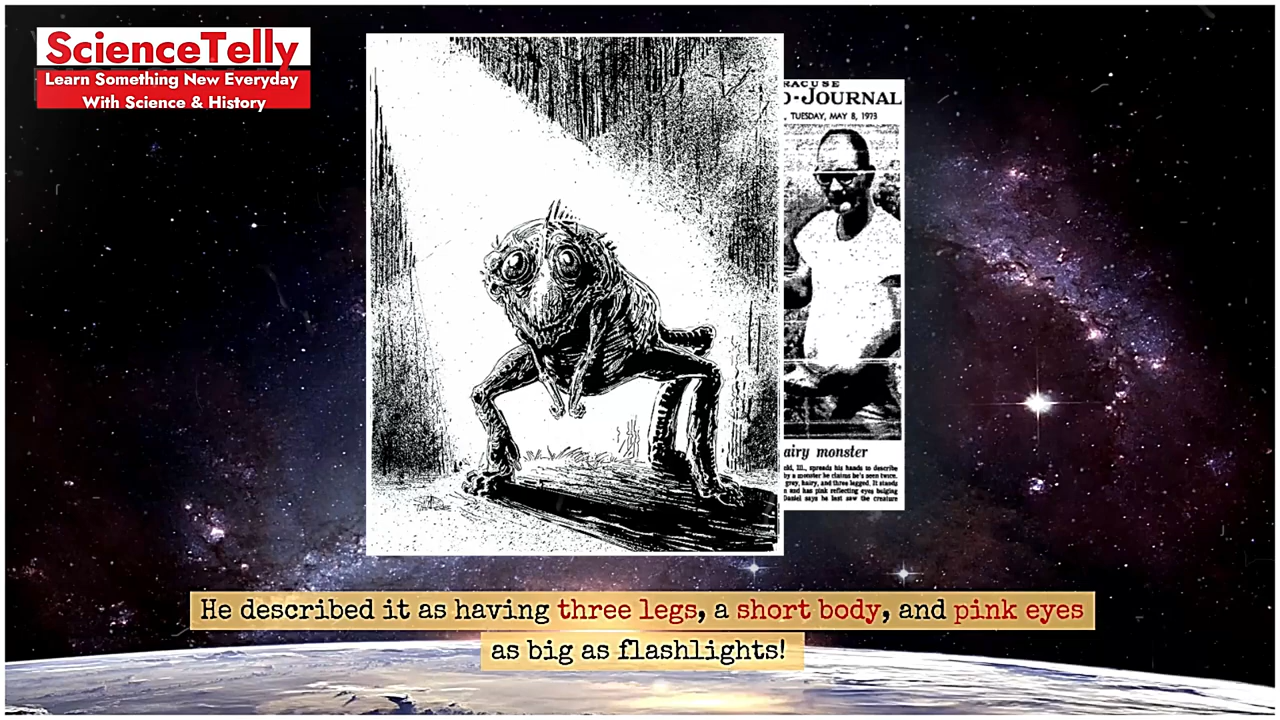 ScienceTelly
Learn Something New Everyday
With Science & History
RACUSE
D-JOURNAL
, TUESDAY, MAY 8, 1973
airy monster
eld, Ill., spreads his hands to describe
by a monster he claims he's seen twice.
grey, hairy, and three legged. It stands
and has pink reflecting eyes bulging
Daniel says he last saw the creature
He described it as having three legs, a short body, and pink eyes
as big as flashlights!